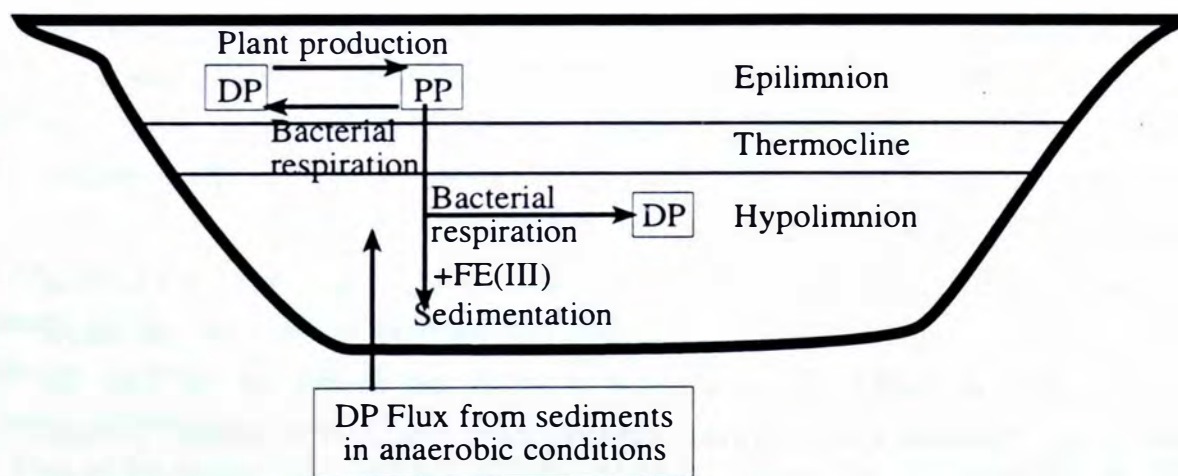 Plant production
DP
PP
Epilimnion
Bacterial
respiration
Thermocline
Bacterial
respiration
DP
Hypolimnion
+FE(III)
Sedimentation
DP Flux from sediments
in anaerobic conditions